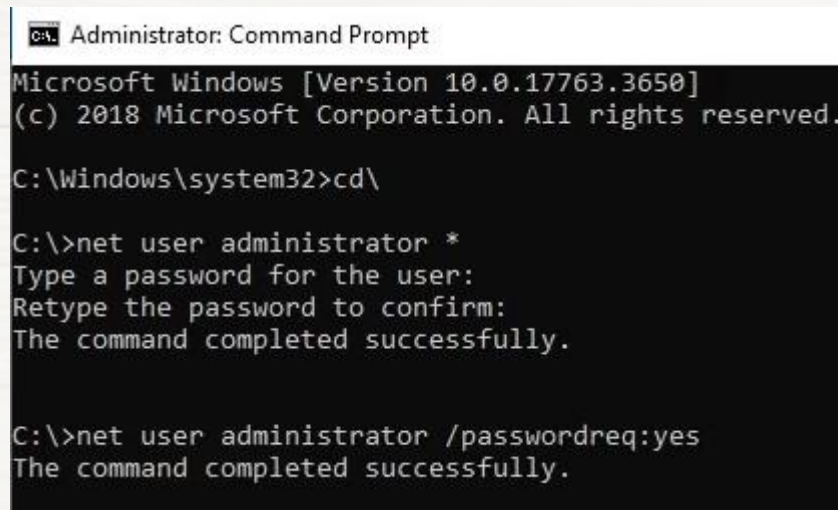 Administrator: Command Prompt
Microsoft Windows [Version 10.0.17763.3650]
(c) 2018 Microsoft Corporation. All rights reserved.
C:\Windows\system32>cd\
C:\>net user administrator *
Type a password for the user:
Retype the password to confirm:
The command completed successfully.
C:\>net user administrator /passwordreq:yes
The command completed successfully.